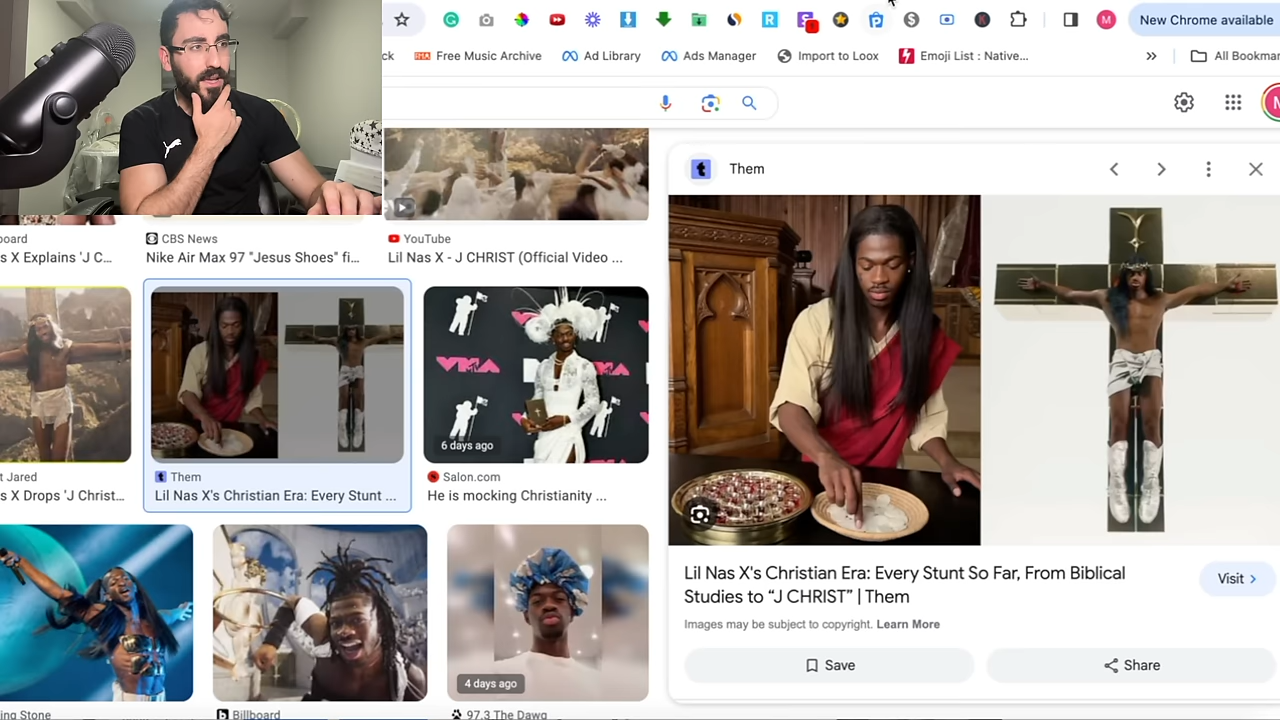 New Chrome available
ck
Free Music Archive
Ad Library
Ads Manager
Import to Loox
Emoji List : Native...
»
All Bookmar
M
Them
oard
s X Explains 'J C...
CBS News
Nike Air Max 97 "Jesus Shoes" fi...
YouTube
Lil Nas X - J CHRIST (Official Video ...
t Jared
s X Drops 'J Christ...
Them
Lil Nas X's Christian Era: Every Stunt ...
6 days ago
Salon.com
He is mocking Christianity ...
Lil Nas X's Christian Era: Every Stunt So Far, From Biblical
Studies to “J CHRIST” | Them
Visit
Images may be subject to copyright. Learn More
Save
Share
4 days ago
ing Stone
Billboard
97.3 The Dawg